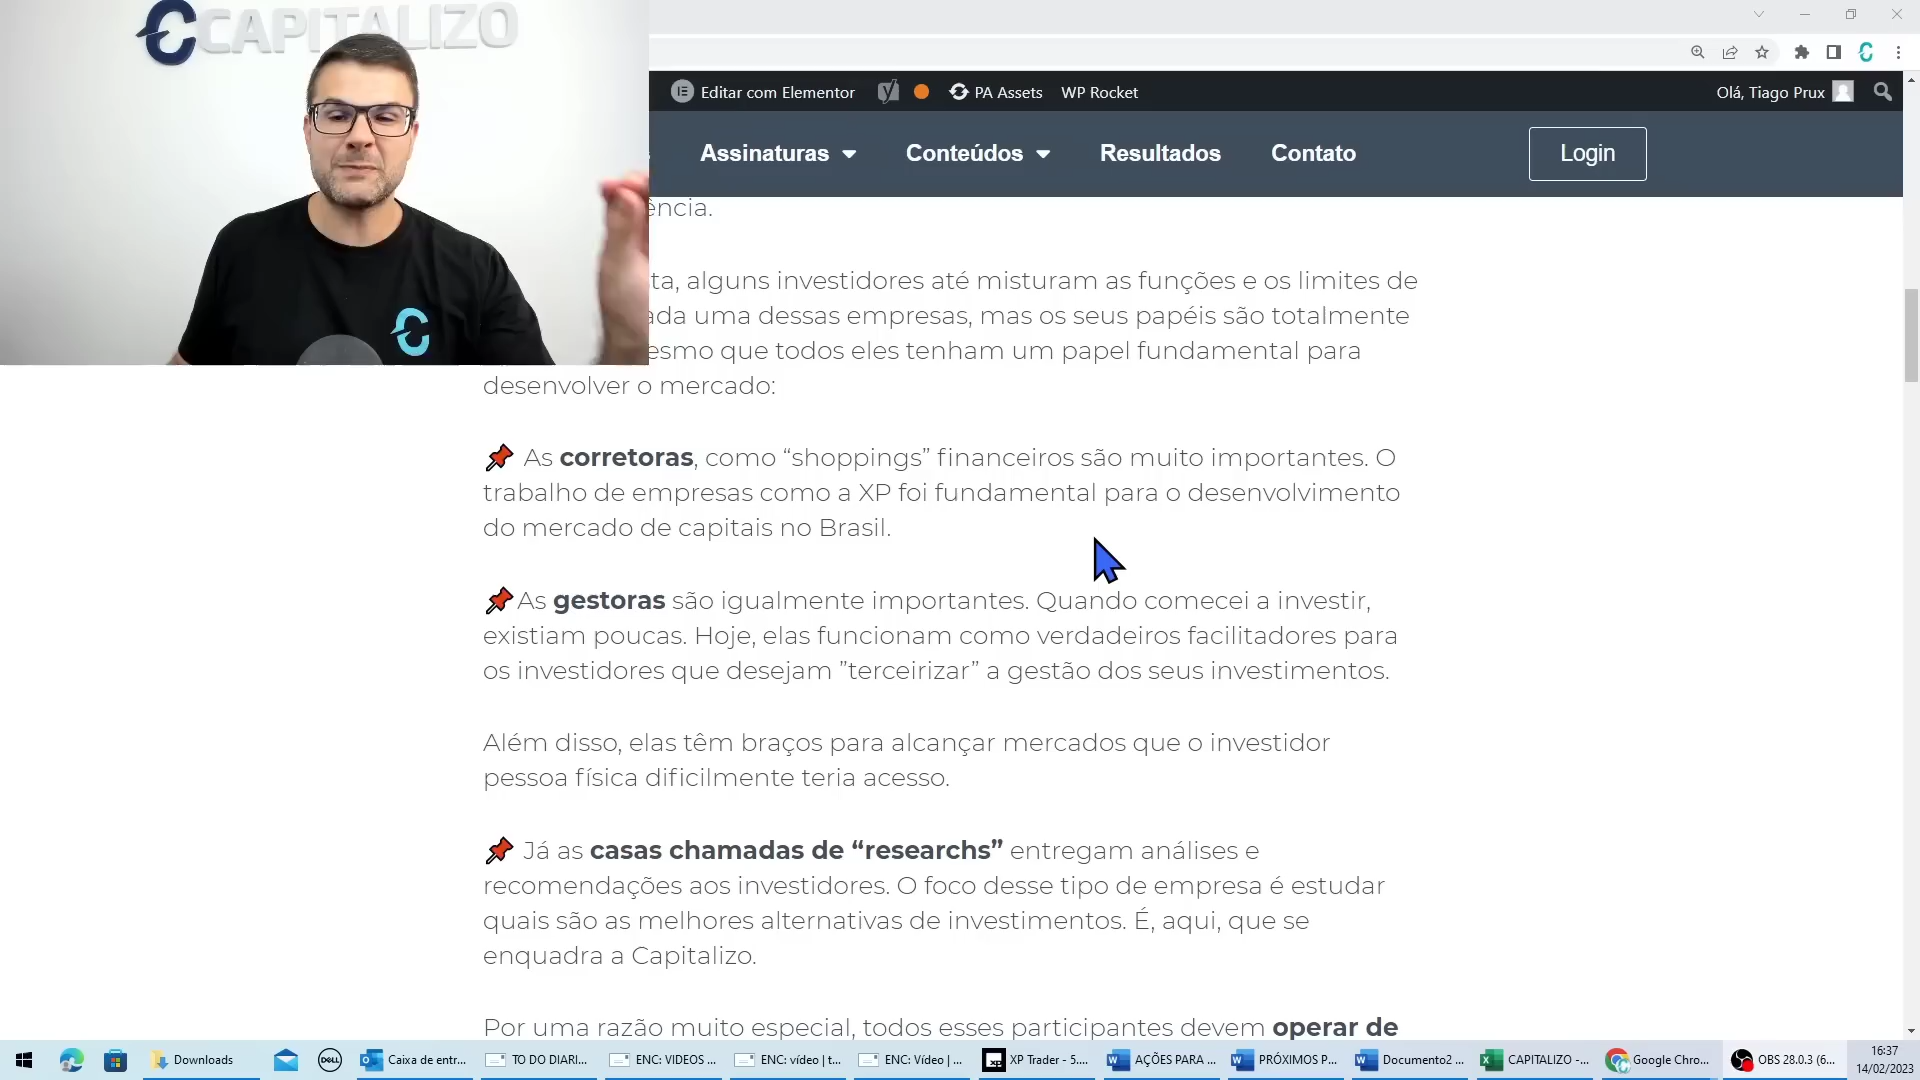 CAPITALIZO
Editar com Elementor
PA Assets
WP Rocket
Olá, Tiago Prux
Assinaturas
Conteúdos
Resultados
Contato
Login
ência.
ta, alguns investidores até misturam as funções e os limites de
ada uma dessas empresas, mas os seus papéis são totalmente
esmo que todos eles tenham um papel fundamental para
desenvolver o mercado:
As corretoras, como “shoppings” financeiros são muito importantes. O
trabalho de empresas como a XP foi fundamental para o desenvolvimento
do mercado de capitais no Brasil.
As gestoras são igualmente importantes. Quando comecei a investir,
existiam poucas. Hoje, elas funcionam como verdadeiros facilitadores para
os investidores que desejam ”terceirizar” a gestão dos seus investimentos.
Além disso, elas têm braços para alcançar mercados que o investidor
pessoa física dificilmente teria acesso.
Já as casas chamadas de “researchs” entregam análises e
recomendações aos investidores. O foco desse tipo de empresa é estudar
quais são as melhores alternativas de investimentos. É, aqui, que se
enquadra a Capitalizo.
Por uma razão muito especial, todos esses participantes devem operar de
Downloads
DELL
Caixa de entr...
TO DO DIARI...
ENC: VIDEOS ...
ENC: vídeo | t...
ENC: Vídeo | ...
XP Trader - 5....
AÇÕES PARA ...
PRÓXIMOS P...
Documento2 ...
CAPITALIZO -...
Google Chro...
OBS 28.0.3 (6...
16:37
14/02/2023